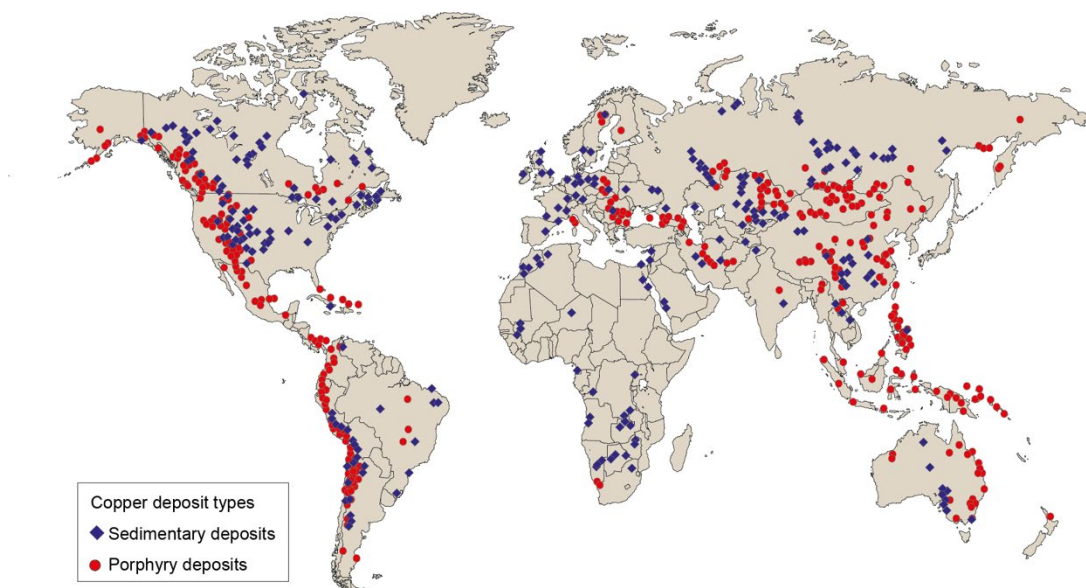 Copper deposit types
Sedimentary deposits
Porphyry deposits